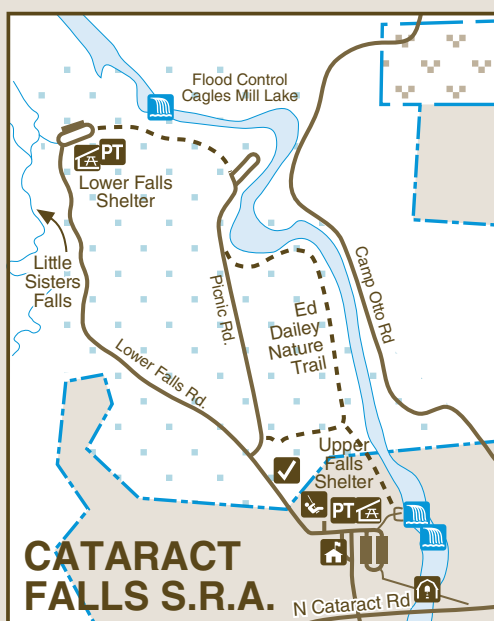 Flood Control
Cagles Mill Lake
PT
Lower Falls
Shelter
Little
Sisters
Falls
Camp Otto Rd
Picnic Rd.
Ed
Dailey
Nature
Trail
Lower Falls Rd.
Upper
Falls
Shelter
PT
CATARACT
FALLS S.R.A.
N Cataract Rd